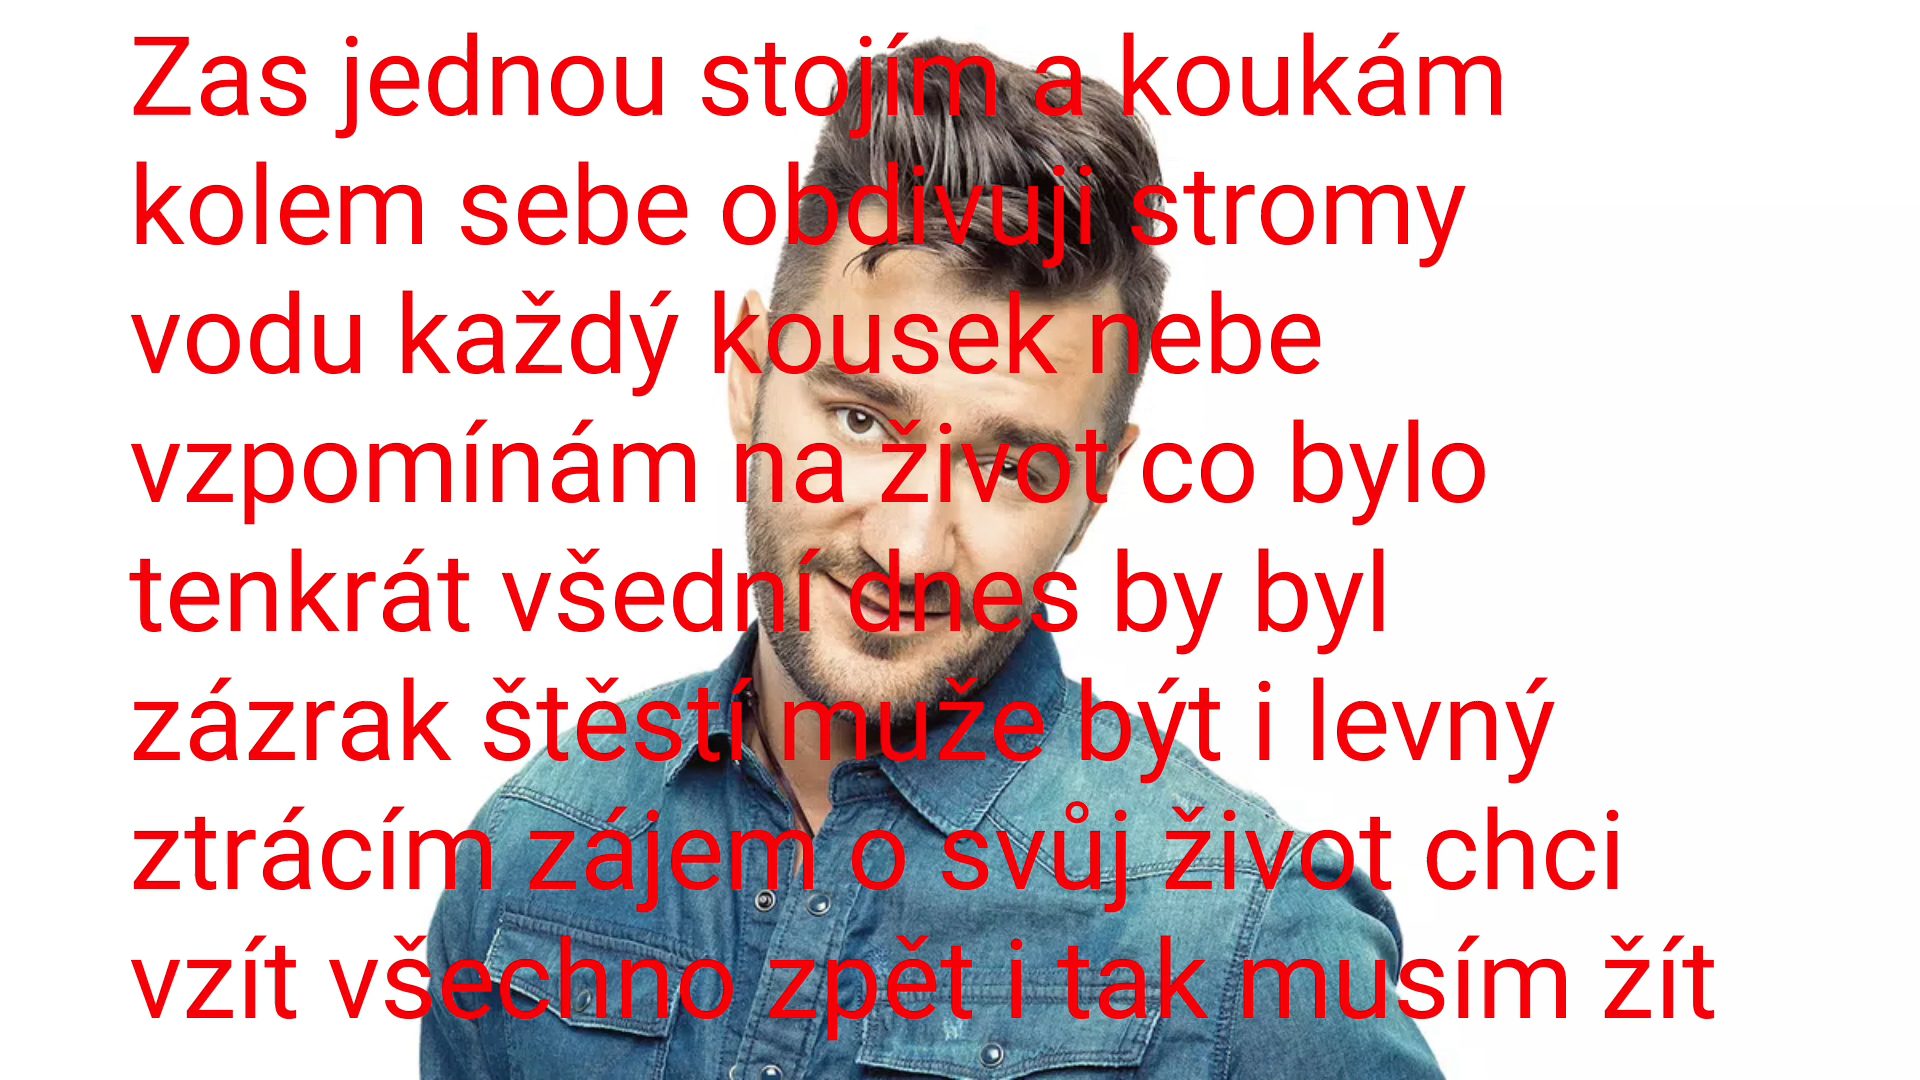 Zas jednou stojím a koukám
kolem sebe obdivuji stromy
vodu každý kousek nebe
vzpomínám na život co bylo
tenkrát všední dnes by byl
zázrak štěstí muže být i levný
ztrácím zájem o svůj život chci
vzít všechno zpět i tak musím žít